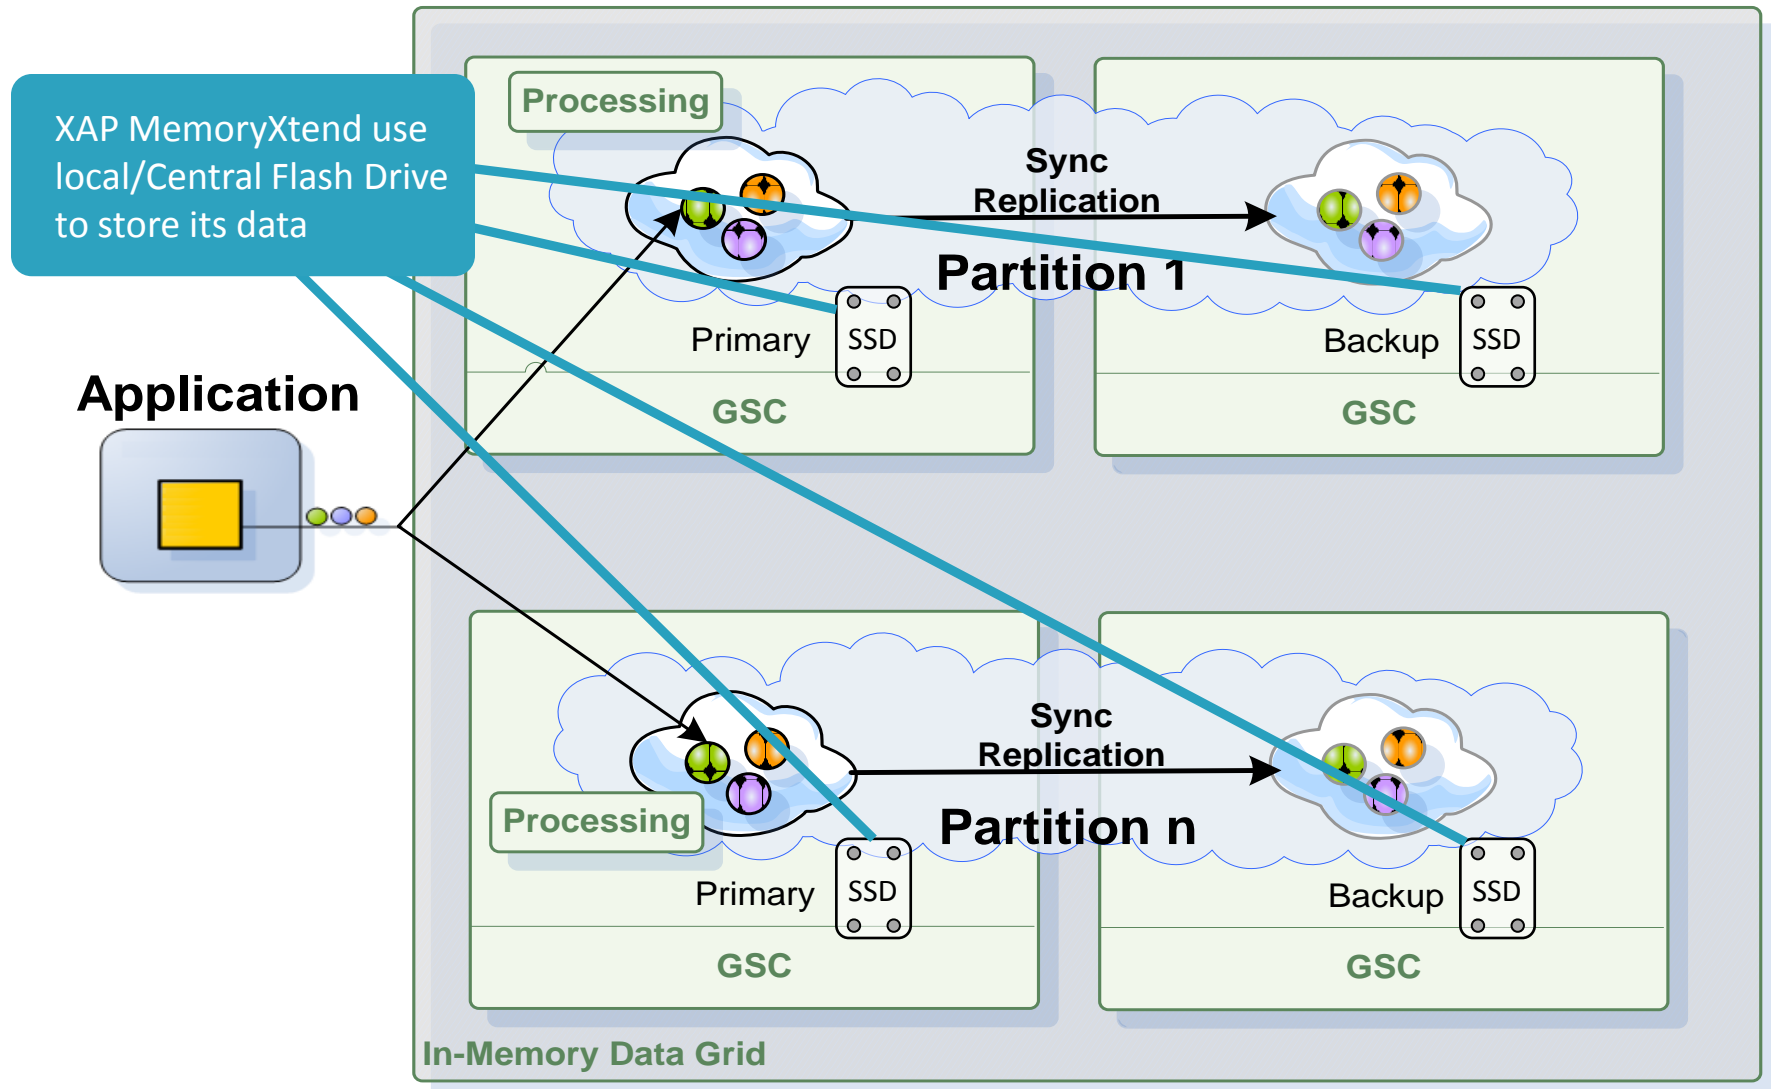 XAP MemoryXtend use
local/Central Flash Drive
to store its data
Processing
Sync
Replication
Partition 1
Primary
SSD
Backup
SSD
GSC
GSC
Application
Sync
Replication
Processing
Partition n
Primary
SSD
Backup
SSD
GSC
GSC
In-Memory Data Grid